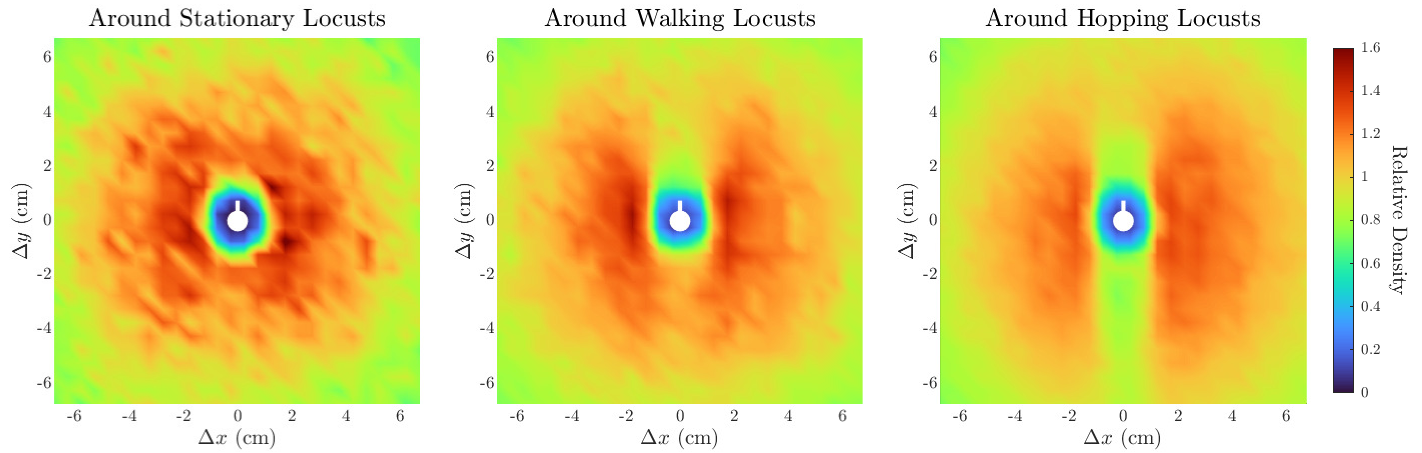 Around Stationary Locusts
Around Walking Locusts
Around Hopping Locusts
6
4
2
0
-2
-4
-6
Δy (cm)
-6 -4 -2 0 2 4 6
Δx (cm)
6
4
2
0
-2
-4
-6
Δy (cm)
-6 -4 -2 0 2 4 6
Δx (cm)
6
4
2
0
-2
-4
-6
Δy (cm)
-6 -4 -2 0 2 4 6
Δx (cm)
1.6
1.4
1.2
1
0.8
0.6
0.4
0.2
0
Relative Density